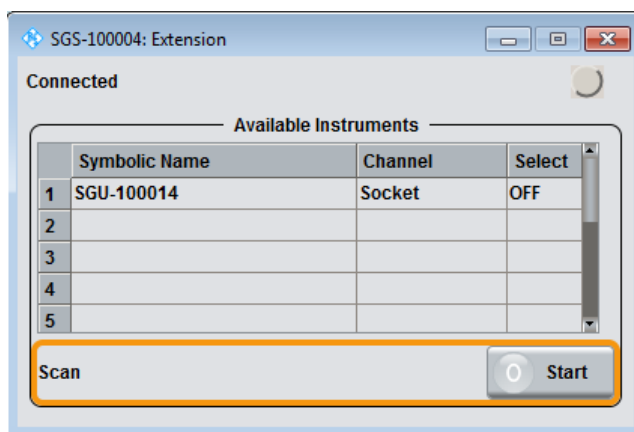 SGS-100004: Extension
Connected
Available Instruments
Symbolic Name Channel Select
1 SGU-100014 Socket OFF
2
3
4
5
Scan 0 Start